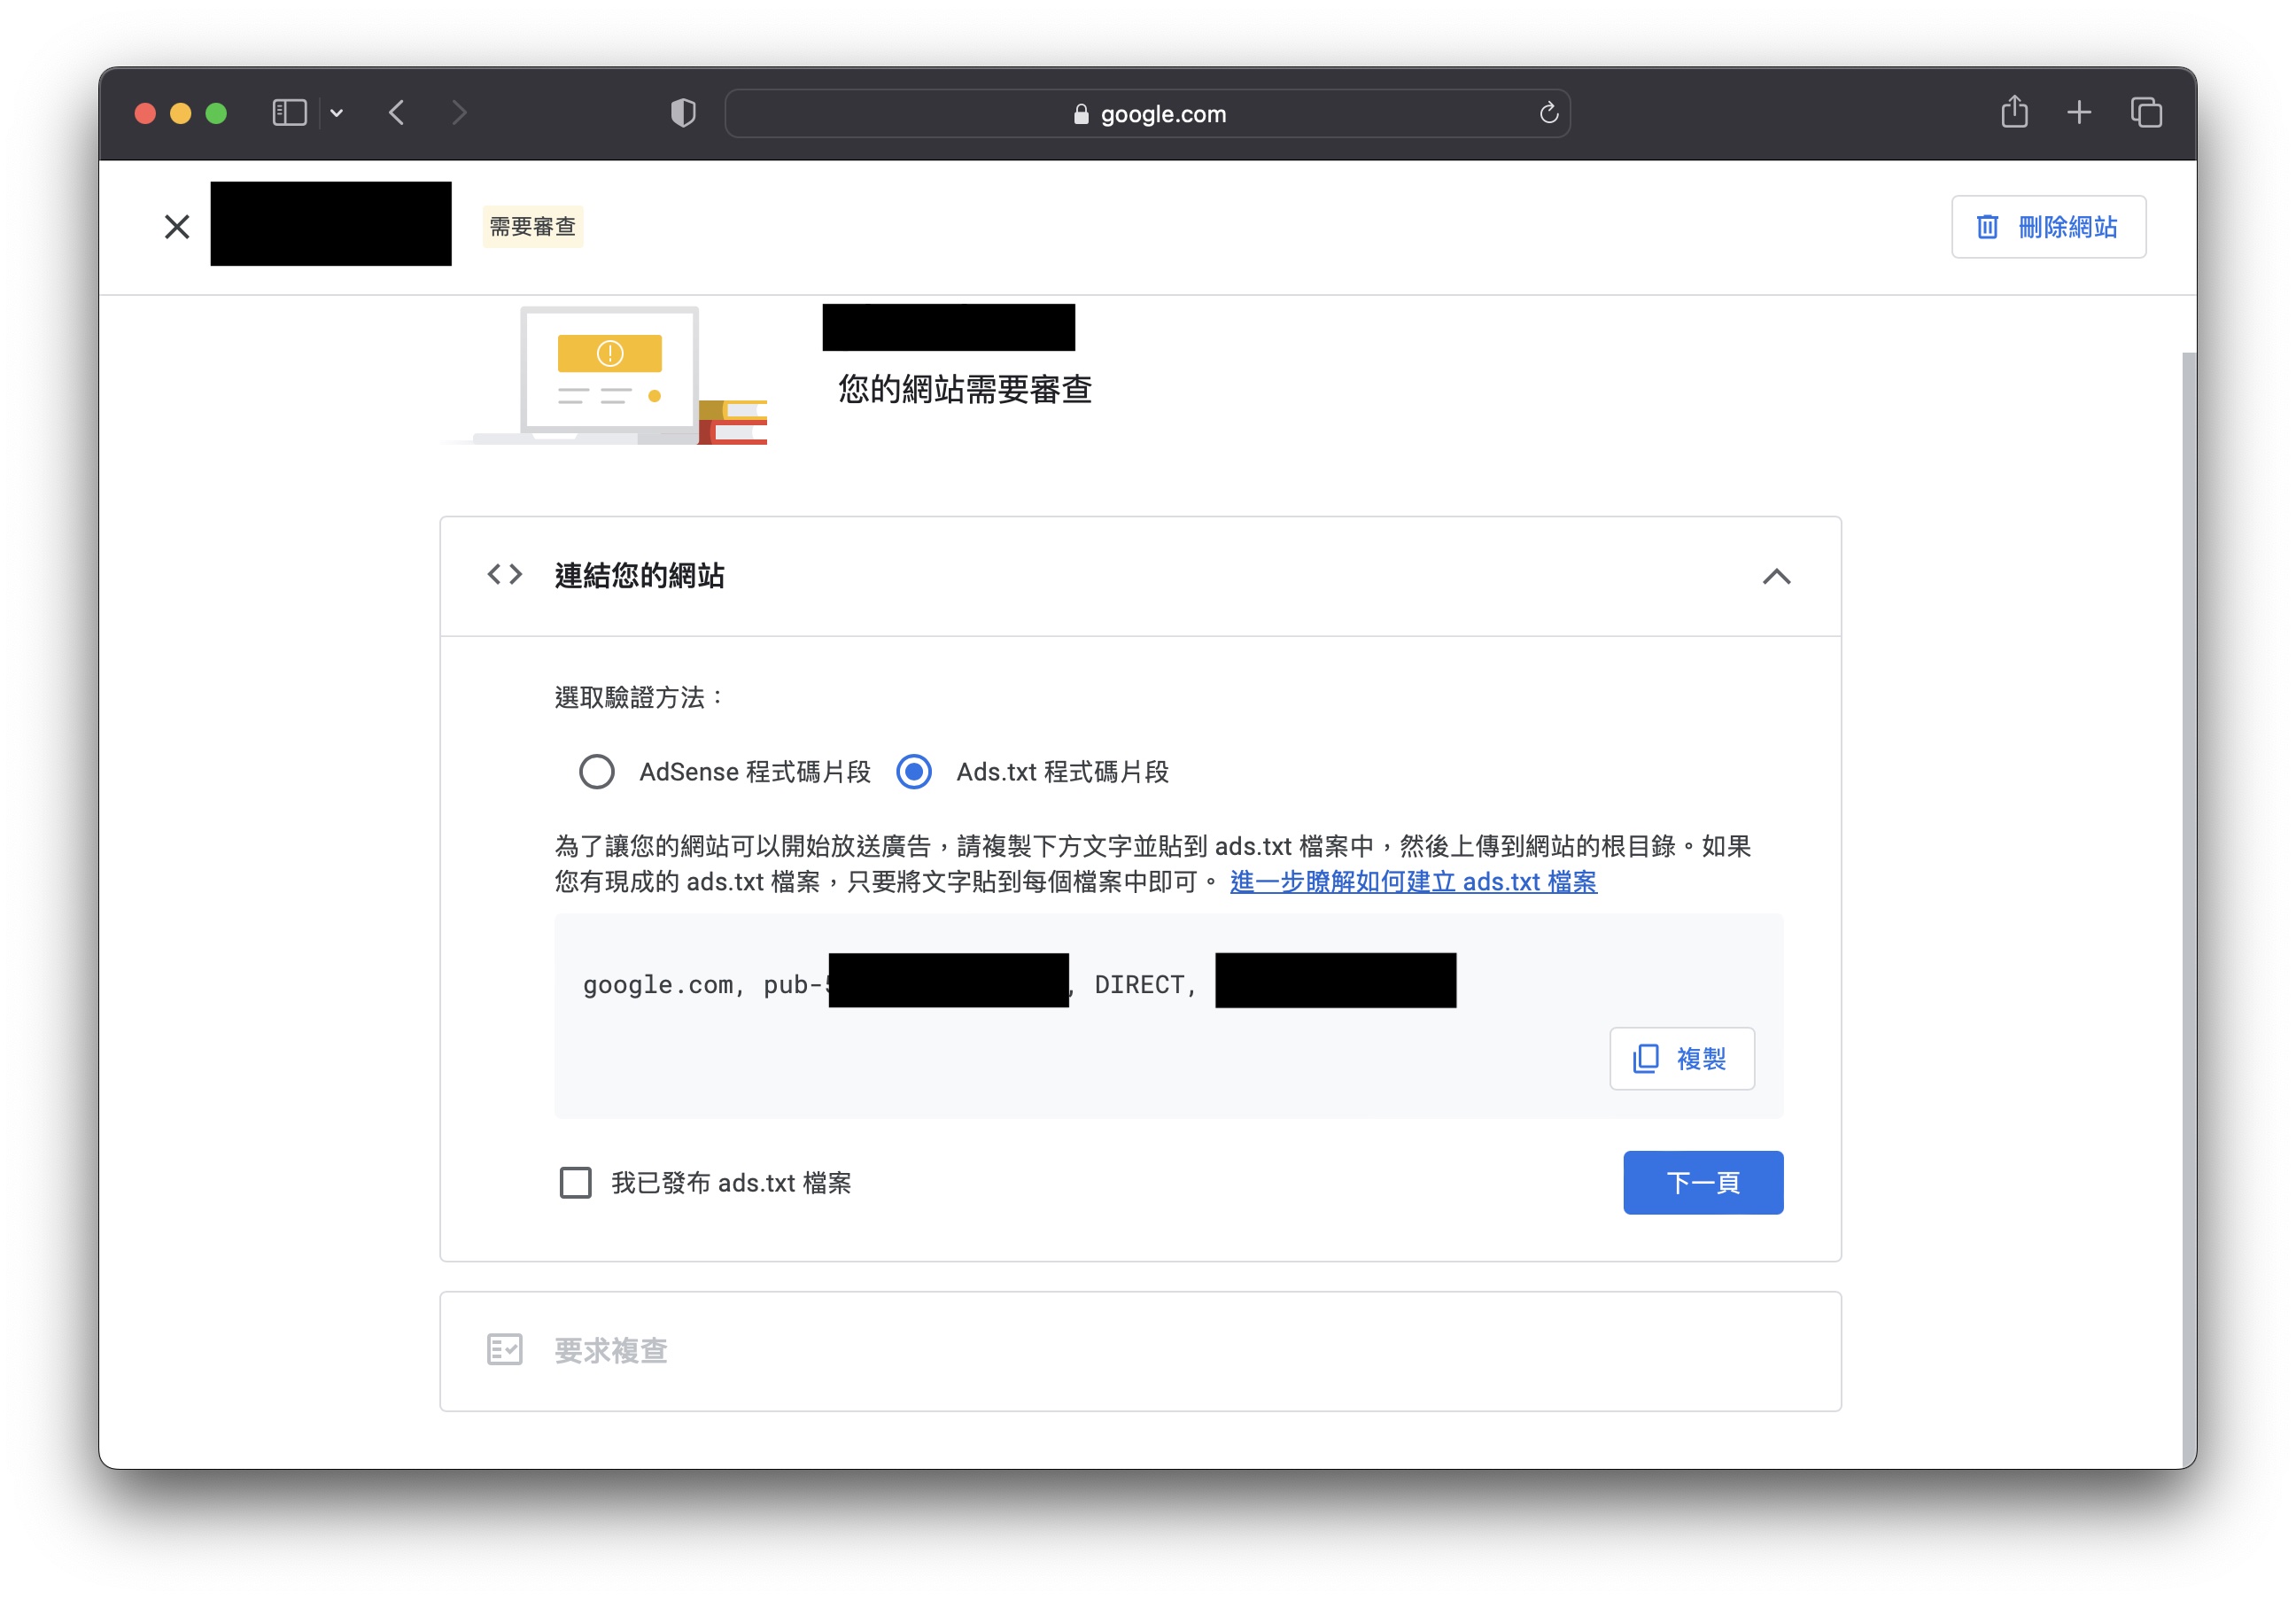 google.com
需要審查
刪除網站
您的網站需要審查
連結您的網站
選取驗證方法：
AdSense 程式碼片段
Ads.txt 程式碼片段
為了讓您的網站可以開始放送廣告，請複製下方文字並貼到 ads.txt 檔案中，然後上傳到網站的根目錄。如果
您有現成的 ads.txt 檔案，只要將文字貼到每個檔案中即可。 進一步瞭解如何建立 ads.txt 檔案
google.com, pub- , DIRECT,
複製
我已發布 ads.txt 檔案
下一頁
要求複查